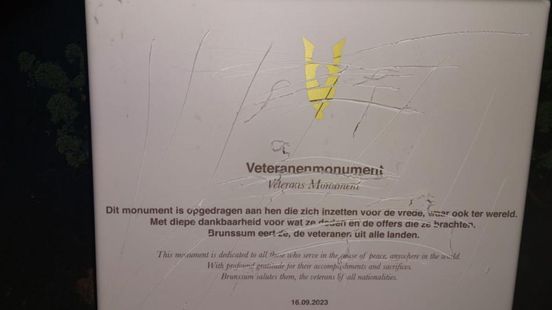 Veteranenmonument
Veterans Monument
Dit monument is opgedragen aan hen die zich inzetten voor de vrede, waar ook ter wereld.
Met diepe dankbaarheid voor wat ze deden en de offers die ze brachten.
Brunssum eert ze, de veteranen uit alle landen.
This monument is dedicated to all those who serve in the cause of peace, anywhere in the world.
With profound gratitude for their accomplishments and sacrifices.
Brunssum salutes them, the veterans of all nationalities.
16.09.2023